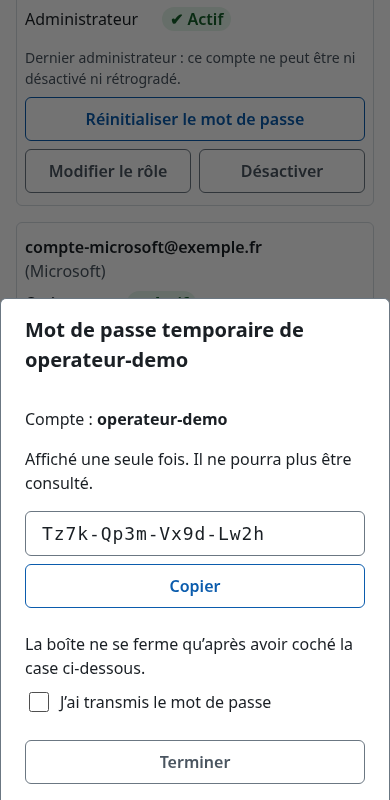 Administrateur ✔ Actif
Dernier administrateur : ce compte ne peut être ni
désactivé ni rétrogradé.
Réinitialiser le mot de passe
Modifier le rôle Désactiver
compte-microsoft@exemple.fr
(Microsoft)
Mot de passe temporaire de
operateur-demo
Compte : operateur-demo
Affiché une seule fois. Il ne pourra plus être
consulté.
Tz7k-Qp3m-Vx9d-Lw2h
Copier
La boîte ne se ferme qu’après avoir coché la
case ci-dessous.
J’ai transmis le mot de passe
Terminer